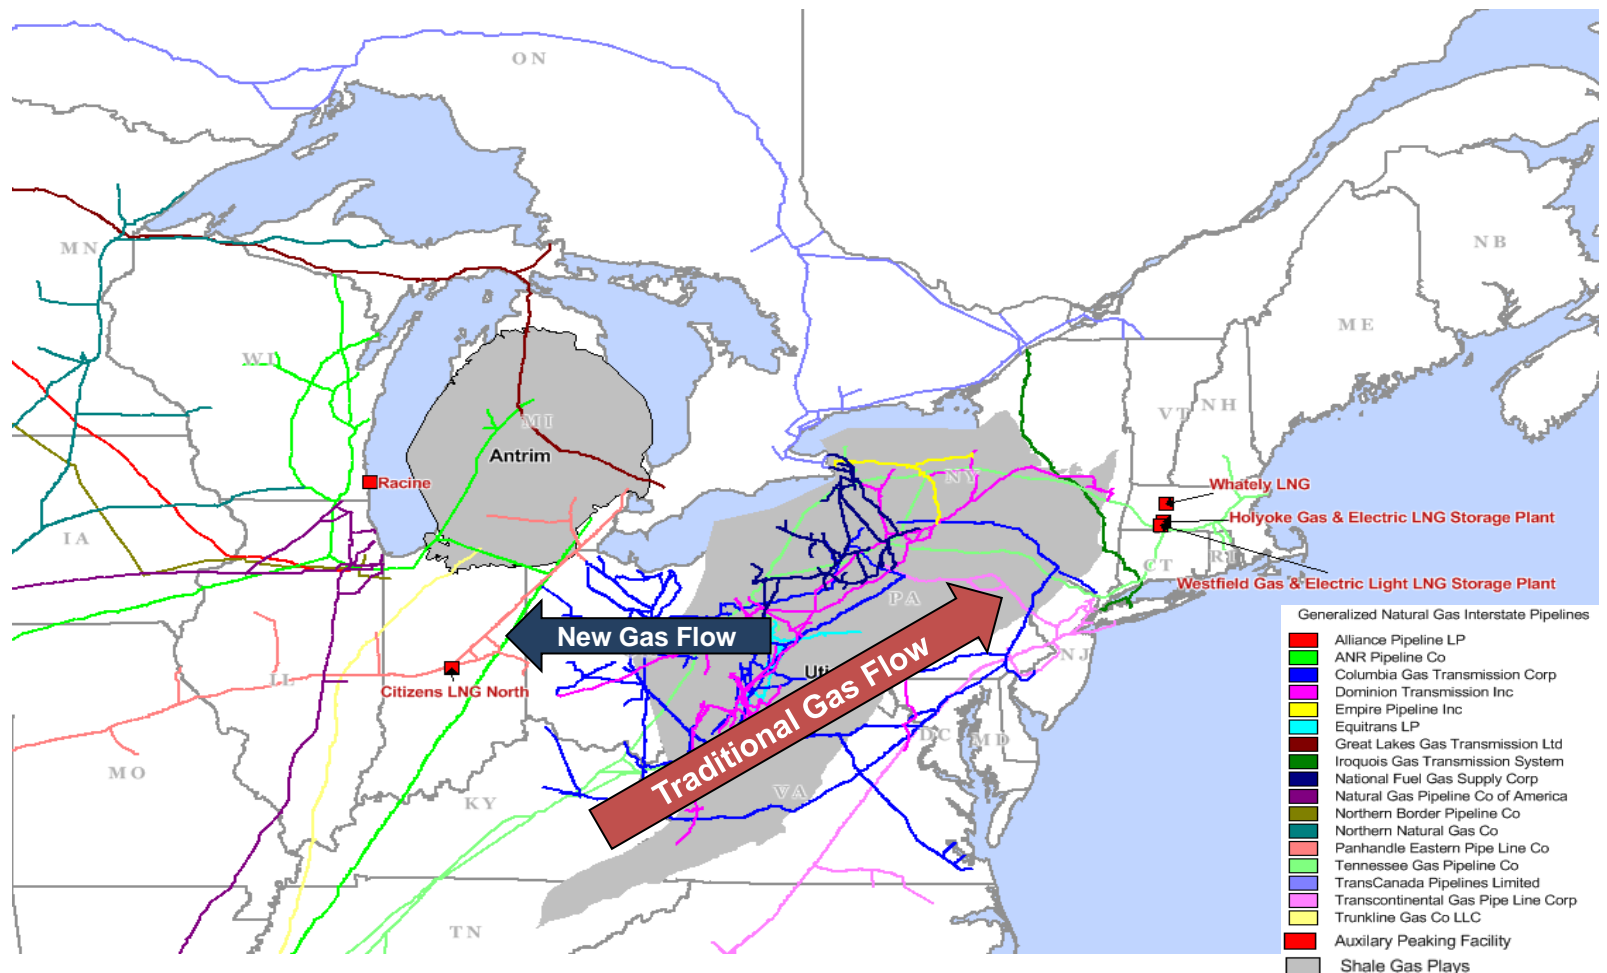 ON
MN
NB
ME
WI
VT
NH
MI
Antrim
Racine
NY
Whately LNG
Holyoke Gas & Electric LNG Storage Plant
IA
RI
CT
Westfield Gas & Electric Light LNG Storage Plant
PA
New Gas Flow
Traditional Gas Flow
Uti
NJ
IL
Citizens LNG North
DC
MD
MO
VA
KY
TN
Generalized Natural Gas Interstate Pipelines
Alliance Pipeline LP
ANR Pipeline Co
Columbia Gas Transmission Corp
Dominion Transmission Inc
Empire Pipeline Inc
Equitrans LP
Great Lakes Gas Transmission Ltd
Iroquois Gas Transmission System
National Fuel Gas Supply Corp
Natural Gas Pipeline Co of America
Northern Border Pipeline Co
Northern Natural Gas Co
Panhandle Eastern Pipe Line Co
Tennessee Gas Pipeline Co
TransCanada Pipelines Limited
Transcontinental Gas Pipe Line Corp
Trunkline Gas Co LLC
Auxilary Peaking Facility
Shale Gas Plays